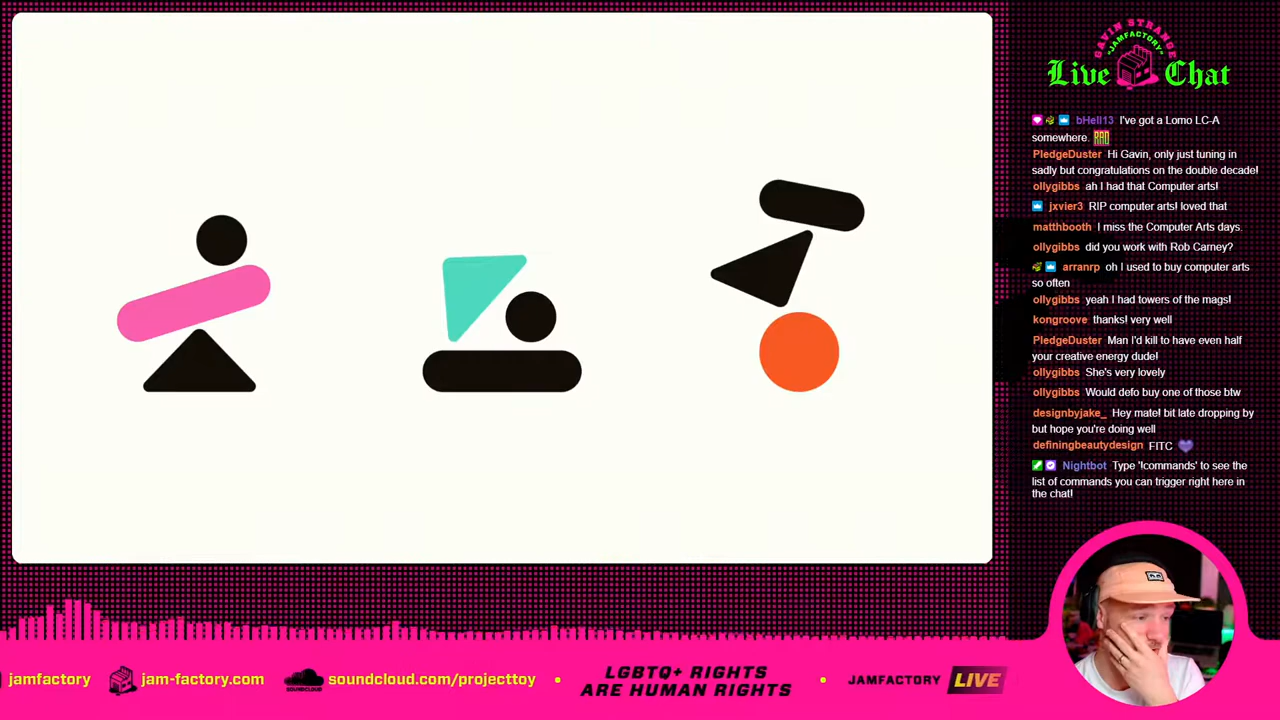 GAVIN STRANGE
"JAMFACTORY"
Live Chat
bHell13 I've got a Lomo LC-A
somewhere. RAD
PledgeDuster Hi Gavin, only just tuning in
sadly but congratulations on the double decade!
ollygibbs ah I had that Computer arts!
jxvier3 RIP computer arts! loved that
matthbooth I miss the Computer Arts days.
ollygibbs did you work with Rob Carney?
arranrp oh I used to buy computer arts
so often
ollygibbs yeah I had towers of the mags!
kongroove thanks! very well
PledgeDuster Man I'd kill to have even half
your creative energy dude!
ollygibbs She's very lovely
ollygibbs Would defo buy one of those btw
designbyjake_ Hey mate! bit late dropping by
but hope you're doing well
definingbeautydesign FITC
Nightbot Type '!commands' to see the
list of commands you can trigger right here in
the chat!
jamfactory jam-factory.com SOUNDCLOUD soundcloud.com/projecttoy • LGBTQ+ RIGHTS
ARE HUMAN RIGHTS • JAMFACTORY LIVE